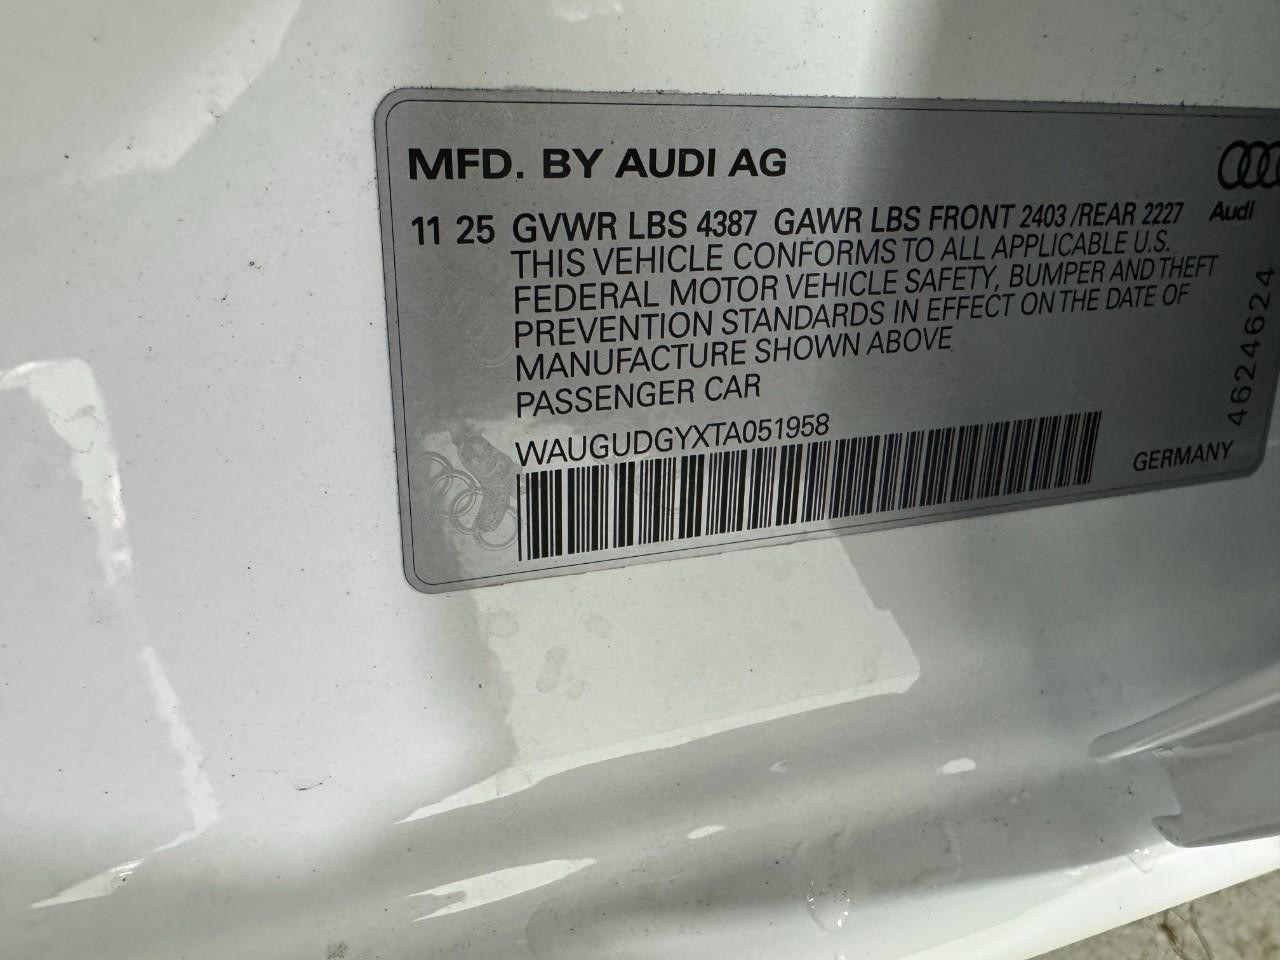 MFD. BY AUDI AG
11 25 GVWR LBS 4387 GAWR LBS FRONT 2403 /REAR 2227
Audi
THIS VEHICLE CONFORMS TO ALL APPLICABLE U.S.
FEDERAL MOTOR VEHICLE SAFETY, BUMPER AND THEFT
PREVENTION STANDARDS IN EFFECT ON THE DATE OF
MANUFACTURE SHOWN ABOVE
PASSENGER CAR
WAUGUDGYXTA051958
GERMANY
4624624